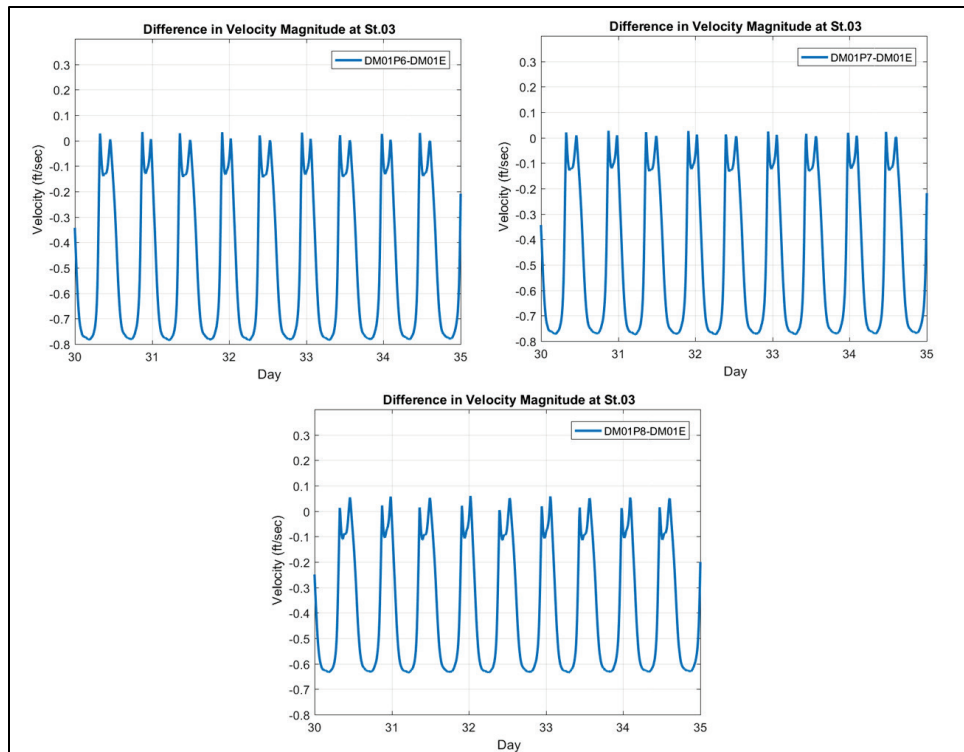 Difference in Velocity Magnitude at St.03
DM01P6-DM01E
Velocity (ft/sec)
0.3
0.2
0.1
0
-0.1
-0.2
-0.3
-0.4
-0.5
-0.6
-0.7
-0.8
30 31 32 33 34 35
Day
Difference in Velocity Magnitude at St.03
DM01P7-DM01E
Velocity (ft/sec)
0.3
0.2
0.1
0
-0.1
-0.2
-0.3
-0.4
-0.5
-0.6
-0.7
-0.8
30 31 32 33 34 35
Day
Difference in Velocity Magnitude at St.03
DM01P8-DM01E
Velocity (ft/sec)
0.3
0.2
0.1
0
-0.1
-0.2
-0.3
-0.4
-0.5
-0.6
-0.7
-0.8
30 31 32 33 34 35
Day